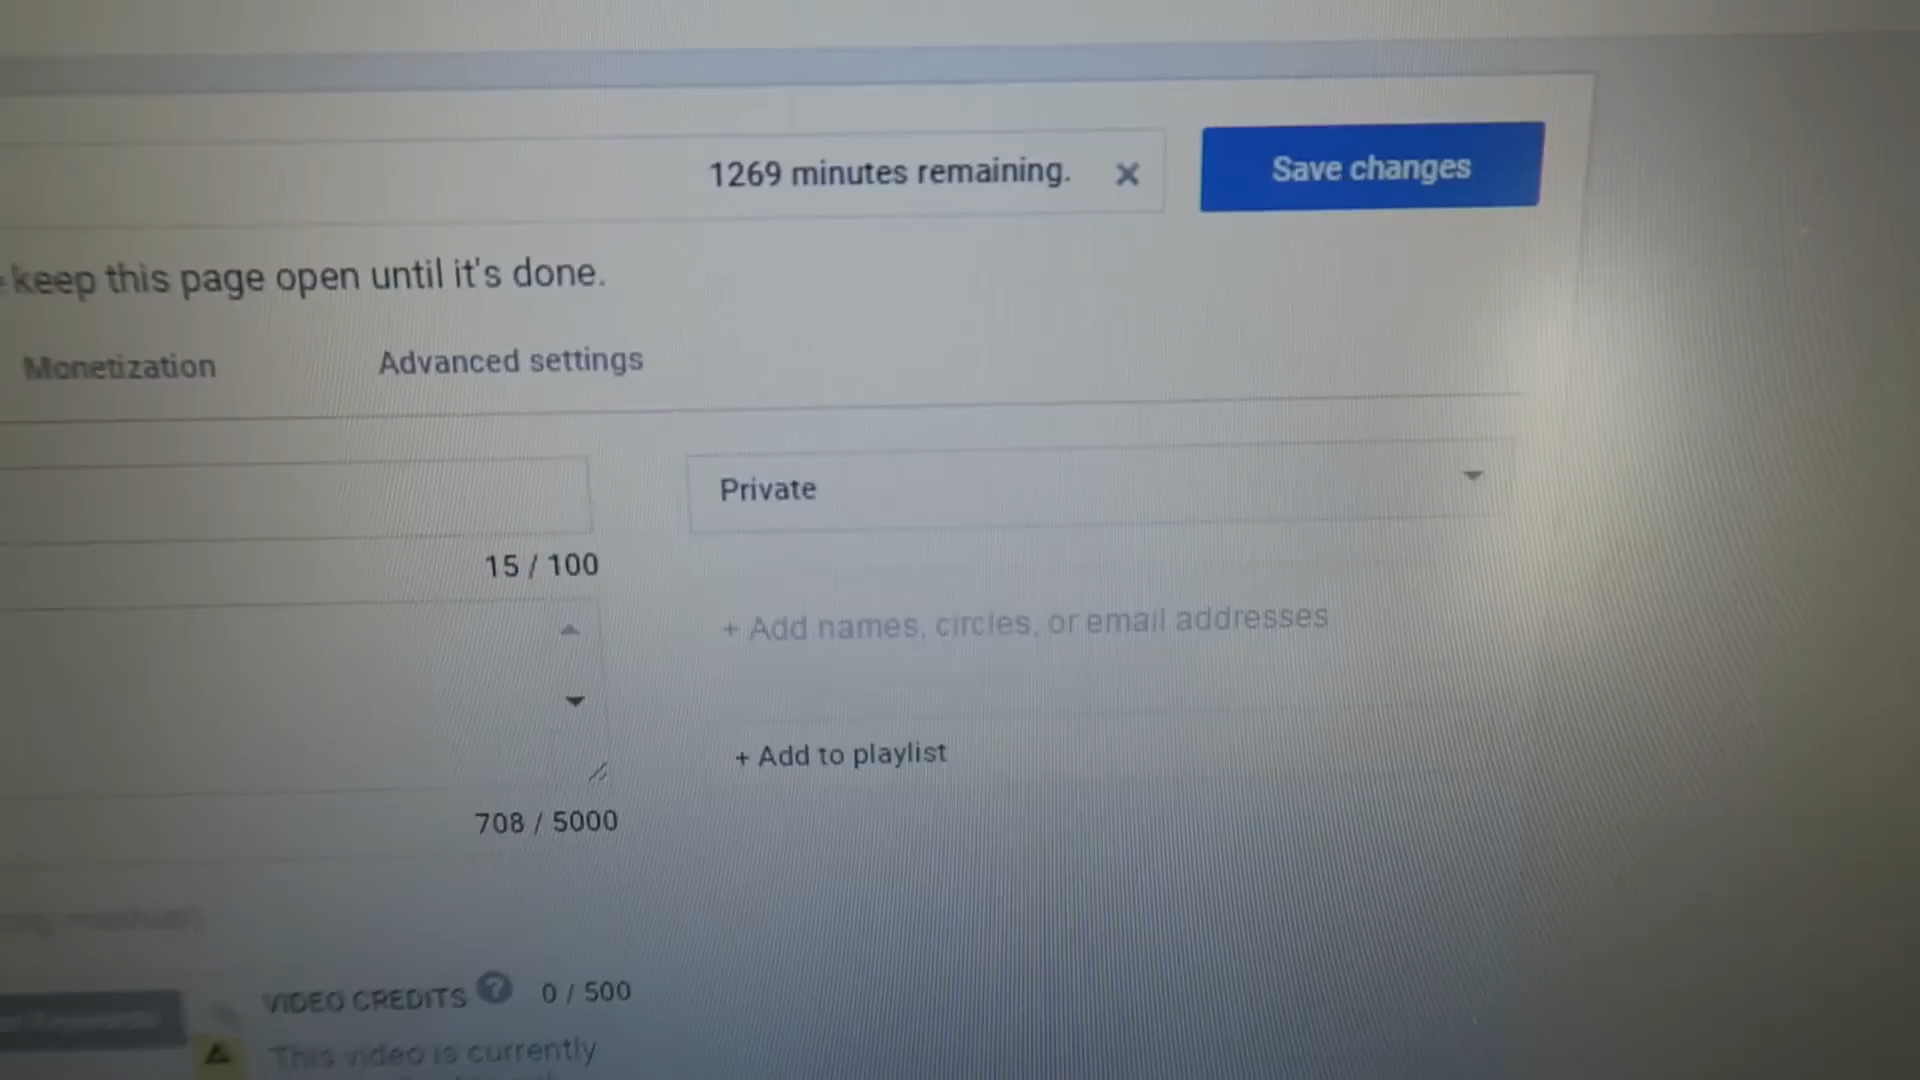 1269 minutes remaining. ×
Save changes
keep this page open until it's done.
Monetization
Advanced settings
Private
15 / 100
+ Add names, circles, or email addresses
+ Add to playlist
708 / 5000
VIDEO CREDITS ? 0 / 500
This video is currently